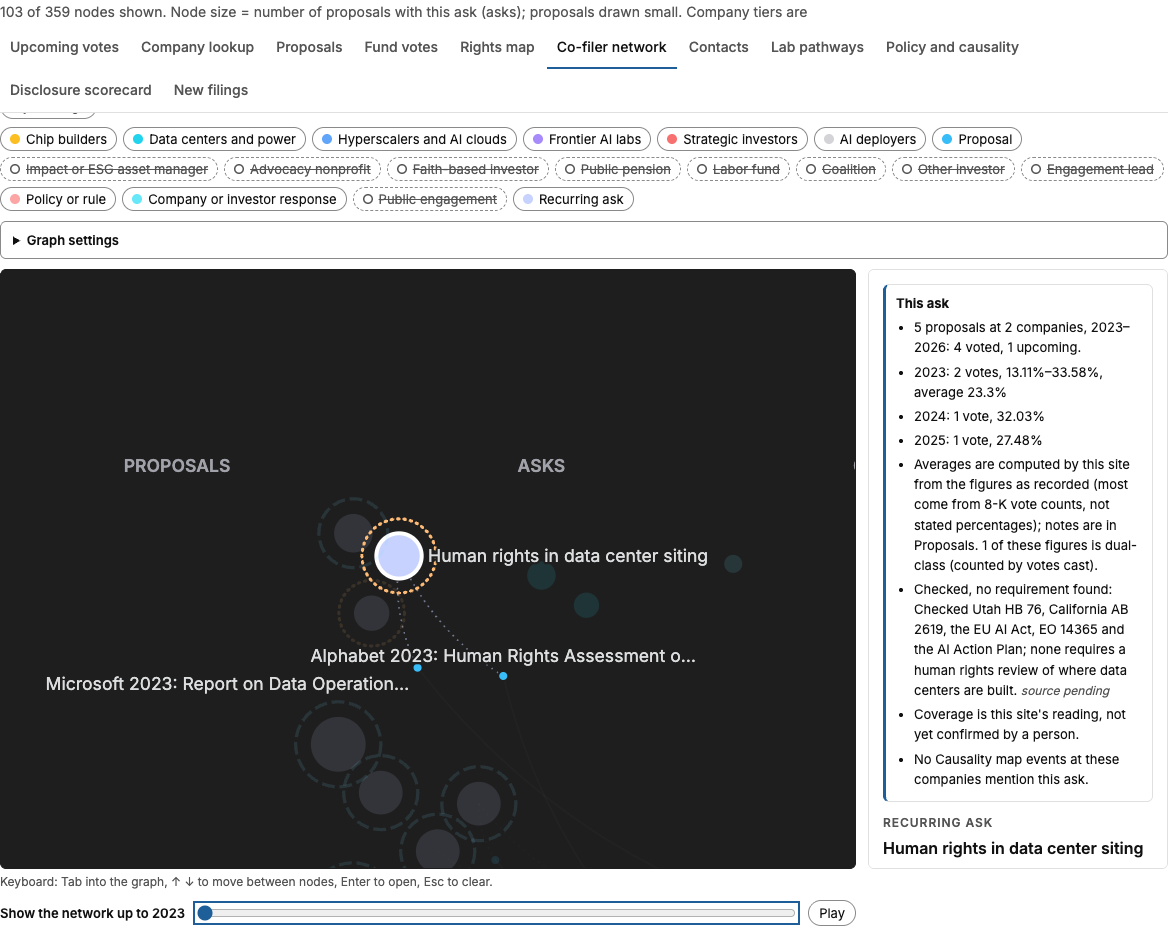 103 of 359 nodes shown. Node size = number of proposals with this ask (asks); proposals drawn small. Company tiers are
Upcoming votes Company lookup Proposals Fund votes Rights map Co-filer network Contacts Lab pathways Policy and causality
Disclosure scorecard New filings
Chip builders Data centers and power Hyperscalers and AI clouds Frontier AI labs Strategic investors AI deployers Proposal
Impact or ESG asset manager Advocacy nonprofit Faith-based investor Public pension Labor fund Coalition Other investor Engagement lead
Policy or rule Company or investor response Public engagement Recurring ask
Graph settings
PROPOSALS ASKS
Human rights in data center siting
Alphabet 2023: Human Rights Assessment o...
Microsoft 2023: Report on Data Operation...
This ask
5 proposals at 2 companies, 2023–
2026: 4 voted, 1 upcoming.
2023: 2 votes, 13.11%–33.58%,
average 23.3%
2024: 1 vote, 32.03%
2025: 1 vote, 27.48%
Averages are computed by this site
from the figures as recorded (most
come from 8-K vote counts, not
stated percentages); notes are in
Proposals. 1 of these figures is dual-
class (counted by votes cast).
Checked, no requirement found:
Checked Utah HB 76, California AB
2619, the EU AI Act, EO 14365 and
the AI Action Plan; none requires a
human rights review of where data
centers are built. source pending
Coverage is this site's reading, not
yet confirmed by a person.
No Causality map events at these
companies mention this ask.
RECURRING ASK
Human rights in data center siting
Keyboard: Tab into the graph, ↑ ↓ to move between nodes, Enter to open, Esc to clear.
Show the network up to 2023 Play